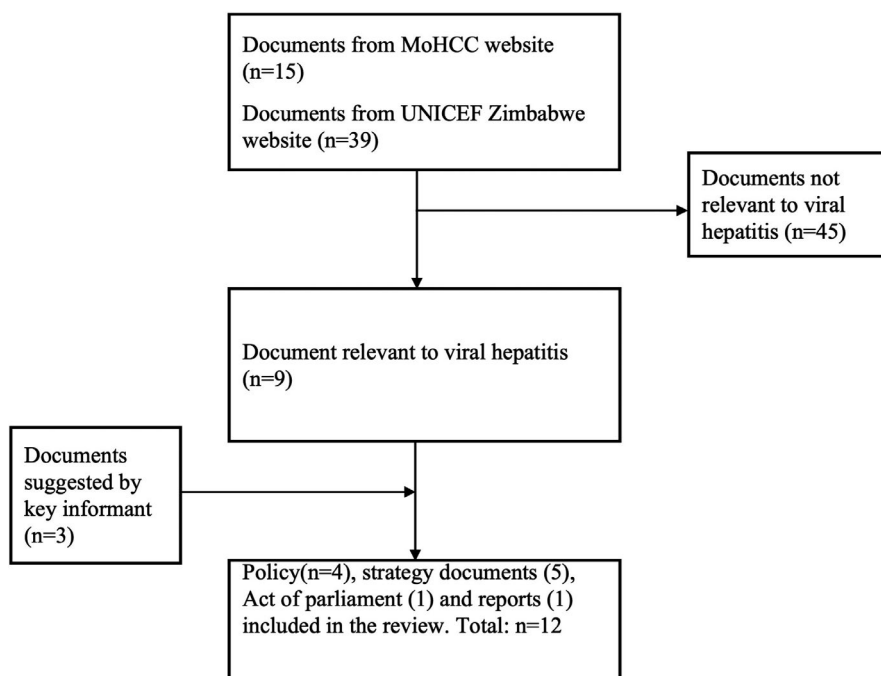 Documents from MoHCC website
(n=15)
Documents from UNICEF Zimbabwe
website (n=39)
Documents not
relevant to viral
hepatitis (n=45)
Document relevant to viral hepatitis
(n=9)
Documents
suggested by
key informant
(n=3)
Policy(n=4), strategy documents (5),
Act of parliament (1) and reports (1)
included in the review. Total: n=12